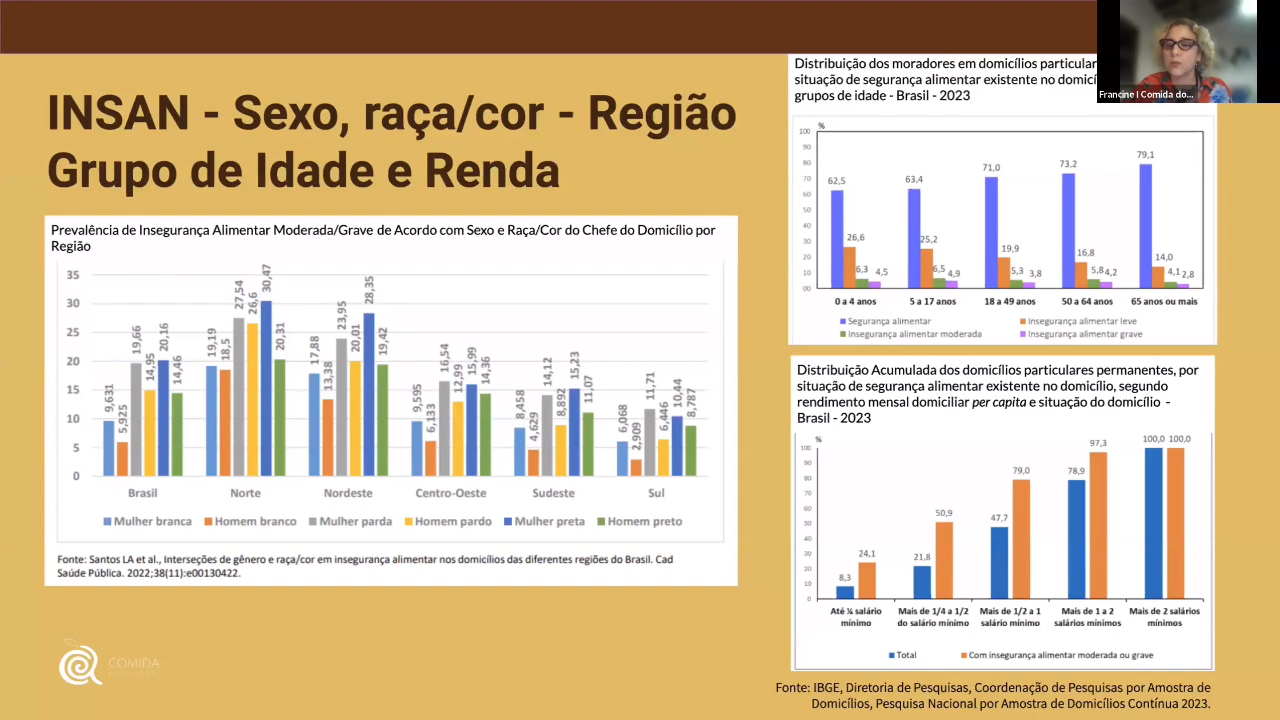 INSAN - Sexo, raça/cor - Região
Grupo de Idade e Renda
Prevalência de Insegurança Alimentar Moderada/Grave de Acordo com Sexo e Raça/Cor do Chefe do Domicílio por
Região
35
30
25
20
15
10
5
0
9,631
5,925
19,66
14,95
20,16
14,46
19,19
18,5
27,54
26,6
30,47
20,31
17,88
13,38
23,95
20,01
28,35
19,42
9,595
6,133
16,54
12,99
15,99
14,36
8,458
4,629
14,12
8,892
15,23
11,07
6,068
2,909
11,71
6,446
10,44
8,787
Brasil Norte Nordeste Centro-Oeste Sudeste Sul
Mulher branca Homem branco Mulher parda Homem pardo Mulher preta Homem preto
Fonte: Santos LA et al., Interseções de gênero e raça/cor em insegurança alimentar nos domicílios das diferentes regiões do Brasil. Cad
Saúde Pública. 2022;38(11):e00130422.
COMIDA
Distribuição dos moradores em domicílios particular
situação de segurança alimentar existente no domicí
grupos de idade - Brasil - 2023
Francine I Comida do...
%
100
90
80
70
60
50
40
30
20
10
00
62,5 26,6 6,3 4,5
63,4 25,2 6,5 4,9
71,0 19,9 5,3 3,8
73,2 16,8 5,8 4,2
79,1 14,0 4,1 2,8
0 a 4 anos 5 a 17 anos 18 a 49 anos 50 a 64 anos 65 anos ou mais
Segurança alimentar Insegurança alimentar leve
Insegurança alimentar moderada Insegurança alimentar grave
Distribuição Acumulada dos domicílios particulares permanentes, por
situação de segurança alimentar existente no domicílio, segundo
rendimento mensal domiciliar per capita e situação do domicílio -
Brasil - 2023
%
100
90
80
70
60
50
40
30
20
10
0
8,3 24,1
21,8 50,9
47,7 79,0
78,9 97,3
100,0 100,0
Até ¼ salário Mais de 1/4 a 1/2 Mais de 1/2 a 1 Mais de 1 a 2 Mais de 2 salários
mínimo do salário mínimo salário mínimo salários mínimos mínimos
Total Com insegurança alimentar moderada ou grave
Fonte: IBGE, Diretoria de Pesquisas, Coordenação de Pesquisas por Amostra de
Domicílios, Pesquisa Nacional por Amostra de Domicílios Contínua 2023.